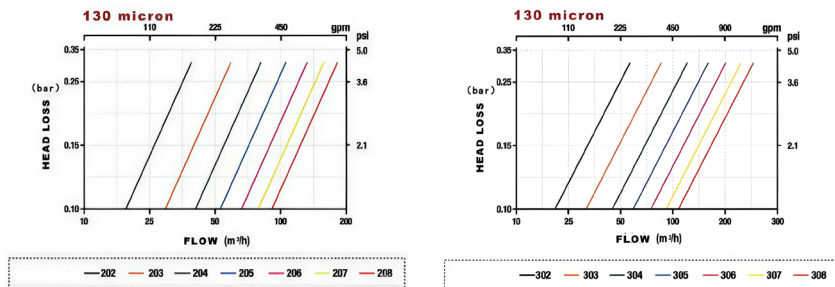 130 micron
110 225 450 gpm
psi
0.35 5.0
0.25 3.6
(bar)
HEAD LOSS
0.15 2.1
0.10
10 25 50 100 200
FLOW (m³/h)
202 203 204 205 206 207 208
130 micron
110 225 450 900 gpm
psi
0.35 5.0
0.25 3.6
(bar)
HEAD LOSS
0.15 2.1
0.10
10 25 50 100 200 300
FLOW (m³/h)
302 303 304 305 306 307 308